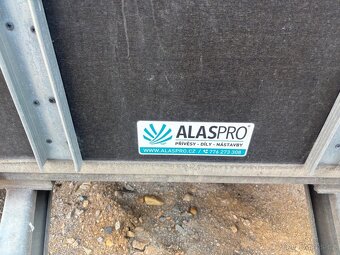 ALASPRO®
PŘÍVĚSY - DÍLY - NÁSTAVBY
WWW.ALASPRO.CZ / 776 273 308